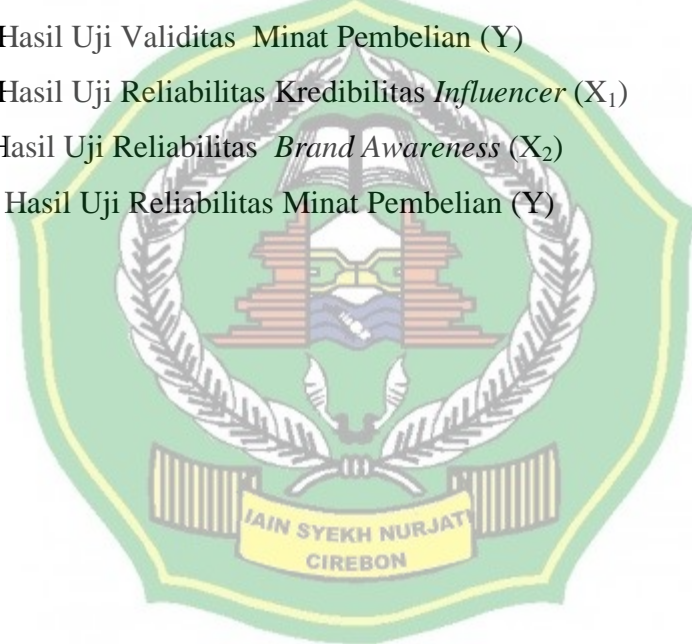 Hasil Uji Validitas Minat Pembelian (Y)
Hasil Uji Reliabilitas Kredibilitas Influencer (X₁)
Hasil Uji Reliabilitas Brand Awareness (X₂)
Hasil Uji Reliabilitas Minat Pembelian (Y)
IAIN SYEKH NURJATI
CIREBON